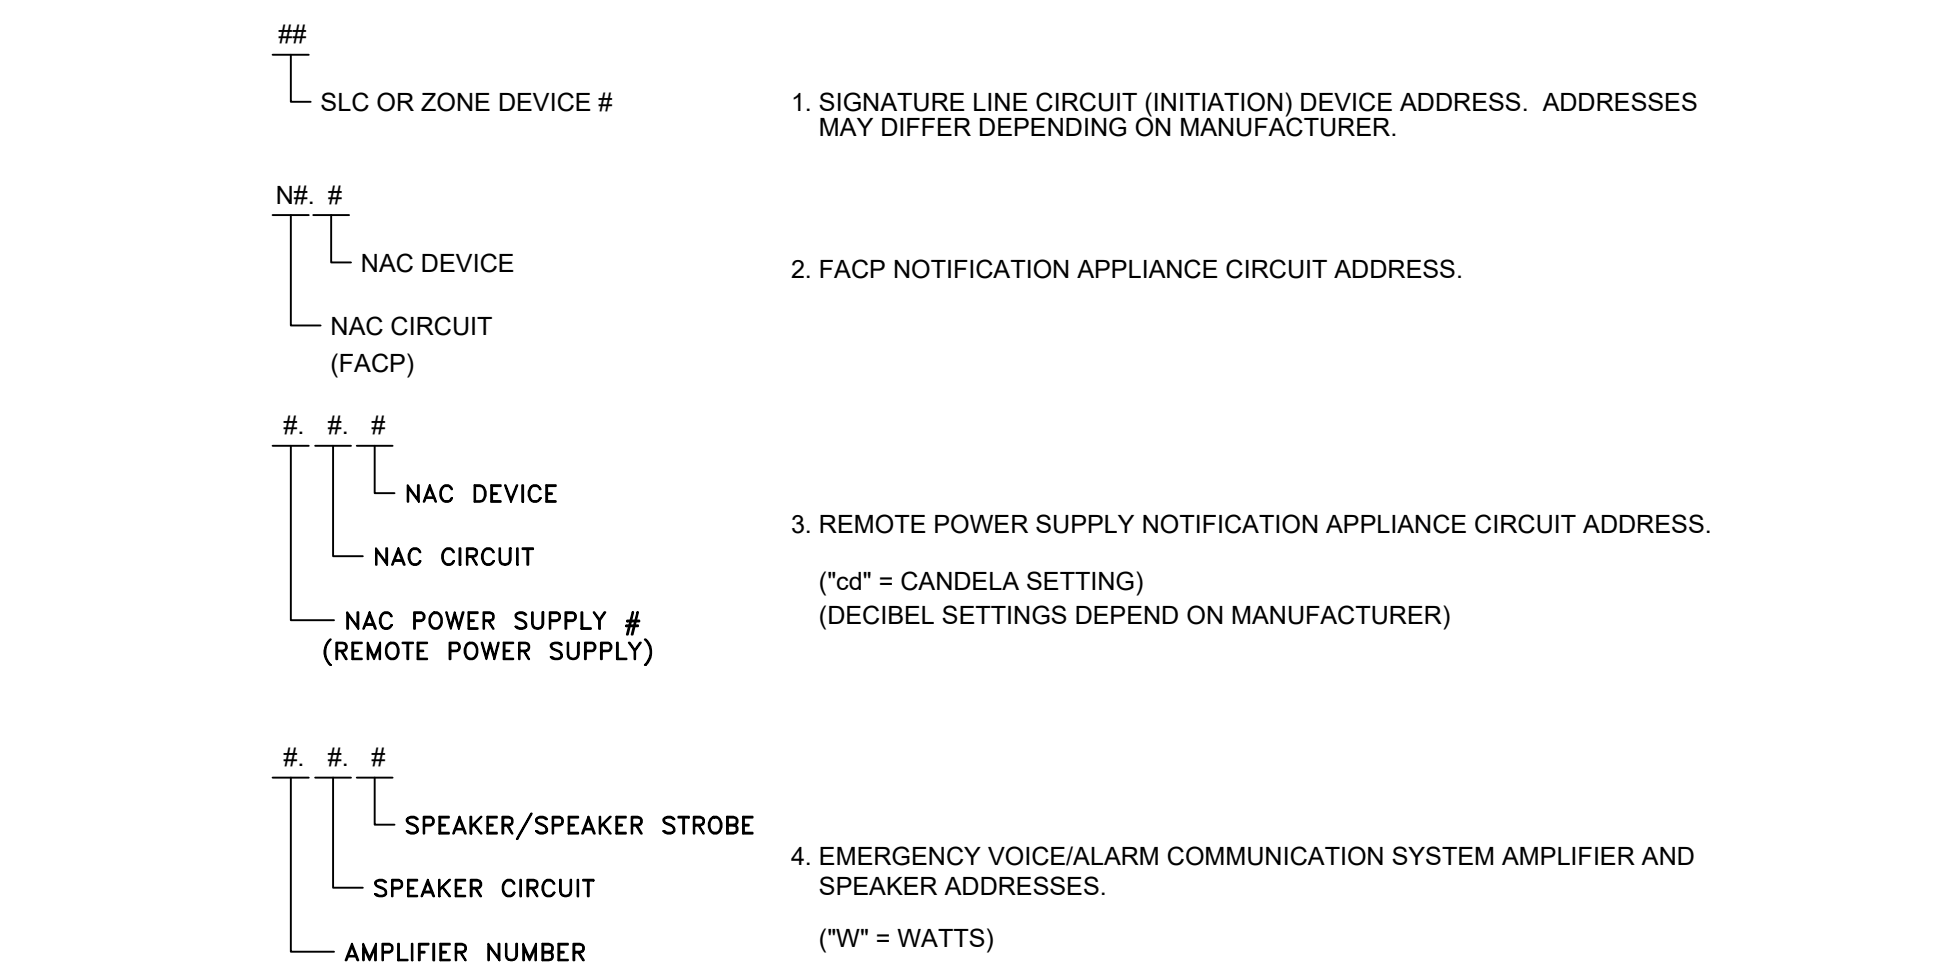 ##
SLC OR ZONE DEVICE #
1. SIGNATURE LINE CIRCUIT (INITIATION) DEVICE ADDRESS.  ADDRESSES
MAY DIFFER DEPENDING ON MANUFACTURER.
N#. #
NAC DEVICE
NAC CIRCUIT
(FACP)
2. FACP NOTIFICATION APPLIANCE CIRCUIT ADDRESS.
#. #. #
NAC DEVICE
NAC CIRCUIT
NAC POWER SUPPLY #
(REMOTE POWER SUPPLY)
3. REMOTE POWER SUPPLY NOTIFICATION APPLIANCE CIRCUIT ADDRESS.
("cd" = CANDELA SETTING)
(DECIBEL SETTINGS DEPEND ON MANUFACTURER)
#. #. #
SPEAKER/SPEAKER STROBE
SPEAKER CIRCUIT
AMPLIFIER NUMBER
4. EMERGENCY VOICE/ALARM COMMUNICATION SYSTEM AMPLIFIER AND
SPEAKER ADDRESSES.
("W" = WATTS)